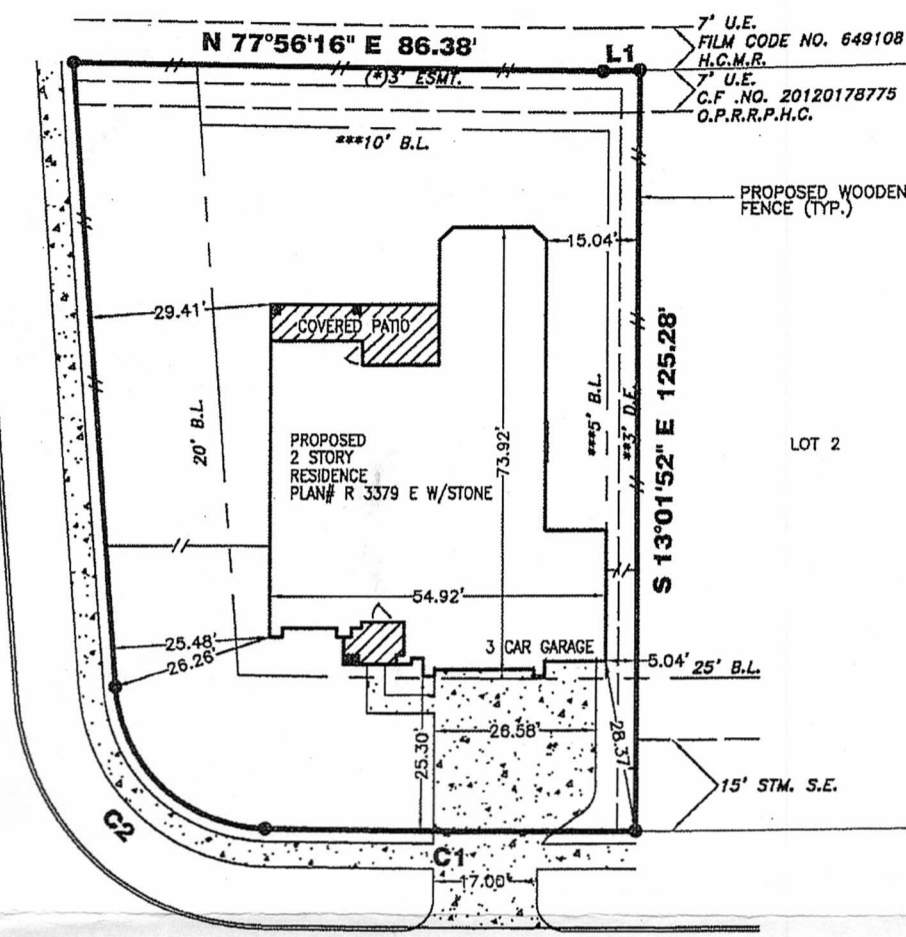 7' U.E.
FILM CODE NO. 649108
H.C.M.R.
N 77°56'16" E 86.38'
L1
(*)3' ESMT.
7' U.E.
C.F .NO. 20120178775
O.P.R.R.P.H.C.
***10' B.L.
PROPOSED WOODEN
FENCE (TYP.)
15.04'
29.41'
COVERED PATIO
20' B.L.
73.92'
***5' B.L.
**3' D.E.
S 13°01'52" E 125.28'
LOT 2
PROPOSED
2 STORY
RESIDENCE
PLAN# R 3379 E W/STONE
54.92'
25.48'
26.26'
3 CAR GARAGE
5.04'
25' B.L.
25.30'
26.58'
28.37'
15' STM. S.E.
C2
C1
17.00'